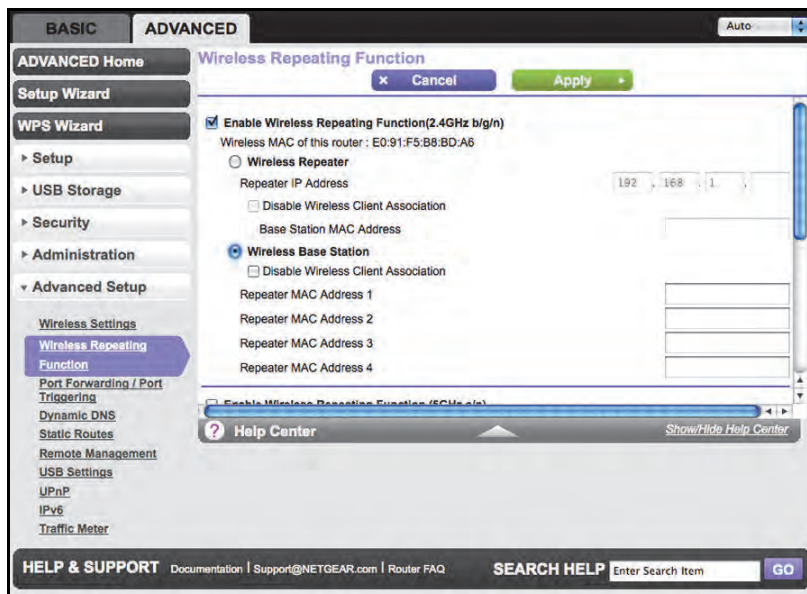 BASIC
ADVANCED
Auto
ADVANCED Home
Setup Wizard
WPS Wizard
Setup
USB Storage
Security
Administration
Advanced Setup
Wireless Settings
Wireless Repeating
Function
Port Forwarding / Port
Triggering
Dynamic DNS
Static Routes
Remote Management
USB Settings
UPnP
IPv6
Traffic Meter
Wireless Repeating Function
x Cancel
Apply
Enable Wireless Repeating Function(2.4GHz b/g/n)
Wireless MAC of this router : E0:91:F5:B8:BD:A6
Wireless Repeater
Repeater IP Address 192 . 168 . 1 .
Disable Wireless Client Association
Base Station MAC Address
Wireless Base Station
Disable Wireless Client Association
Repeater MAC Address 1
Repeater MAC Address 2
Repeater MAC Address 3
Repeater MAC Address 4
Enable Wireless Repeating Function (5GHz a/n)
? Help Center
Show/Hide Help Center
HELP & SUPPORT Documentation | Support@NETGEAR.com | Router FAQ
SEARCH HELP Enter Search Item GO